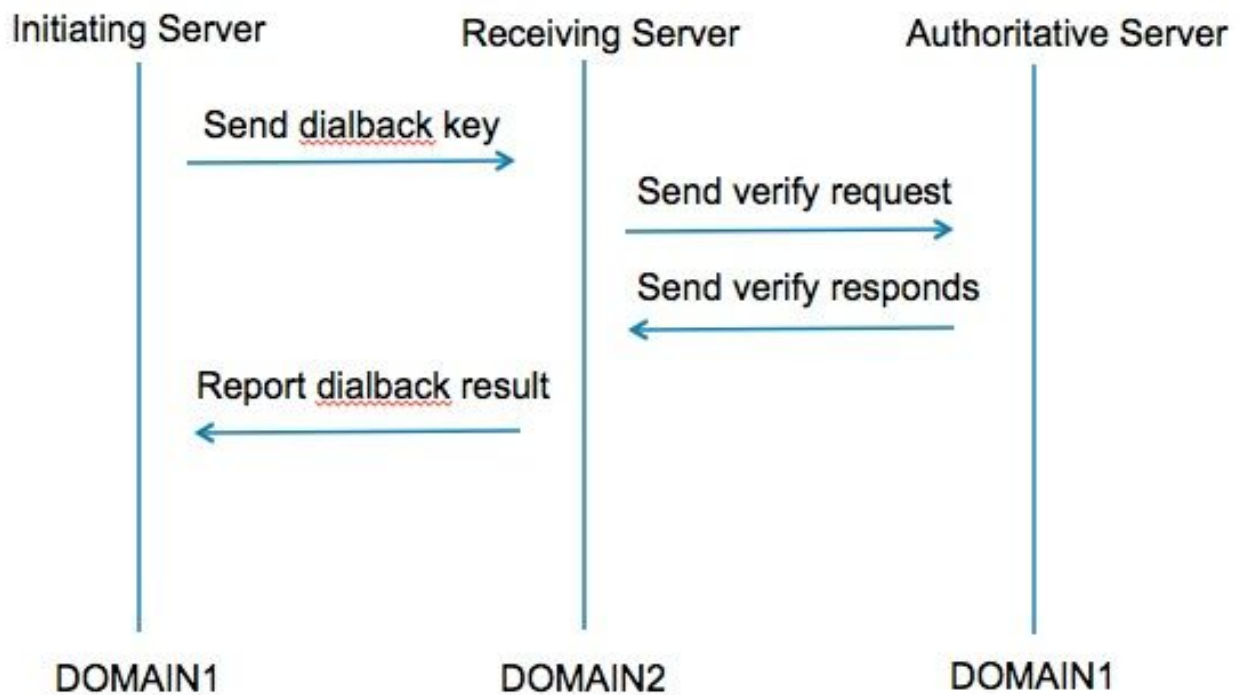 Initiating Server
Receiving Server
Authoritative Server
Send dialback key
Send verify request
Send verify responds
Report dialback result
DOMAIN1
DOMAIN2
DOMAIN1